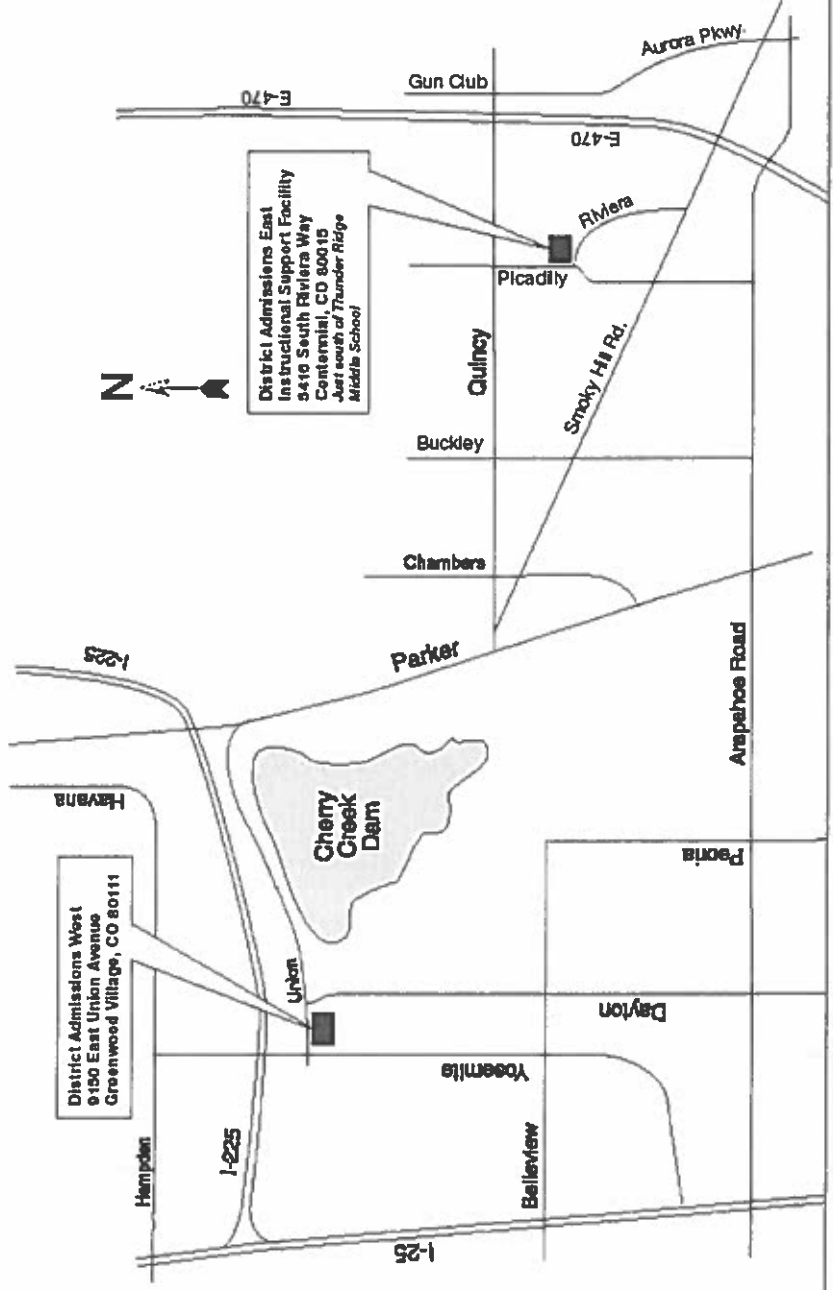 N
District Admissions West
9150 East Union Avenue
Greenwood Village, CO 80111
District Admissions East
Instructional Support Facility
5416 South Riviera Way
Centennial, CO 80015
Just south of Thunder Ridge
Middle School
Hampden
Havana
I-225
I-225
I-25
Union
Cherry
Creek
Dam
Yosemite
Dayton
Belleview
Peoria
Parker
Arapahoe Road
Chambers
Buckley
Quincy
Smoky Hill Rd.
Picadilly
Riviera
Gun Club
E-470
E-470
Aurora Pkwy.